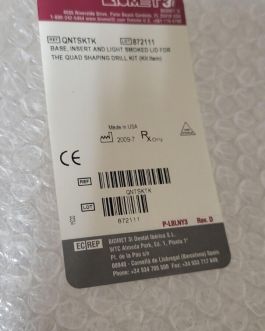 BIOMET 3i
4555 Riverside Drive, Palm Beach Gardens, FL 33410 USA
REF QNTSKTK LOT 872111
BASE, INSERT AND LIGHT SMOKED LID FOR
THE QUAD SHAPING DRILL KIT (Kit Item)
Made in USA
2009-7 Rx Only
CE
REF
QNTSKTK
LOT
872111
P-LBLNY3 Rev. D
EC REP BIOMET 3i Dental Iberica S.L.
WTC Almeda Park, Ed. 1, Planta 1ª
Pl. de la Pau s/n
08940 - Cornellà de Llobregat (Barcelona) Spain